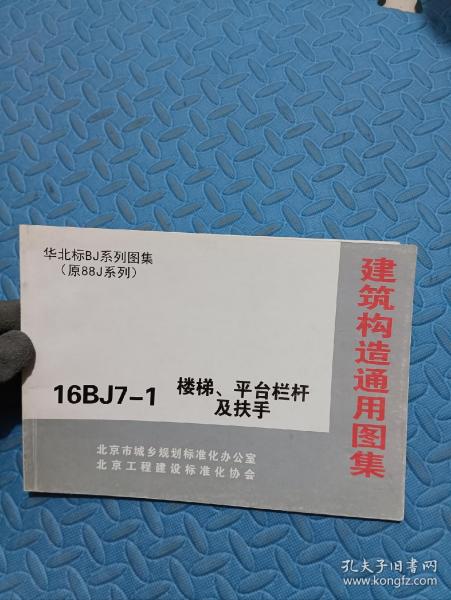 华北标BJ系列图集
（原88J系列）
16BJ7-1
楼梯、平台栏杆
及扶手
北京市城乡规划标准化办公室
北京工程建设标准化协会
建筑构造通用图集
孔夫子旧书网
www.kongfz.com